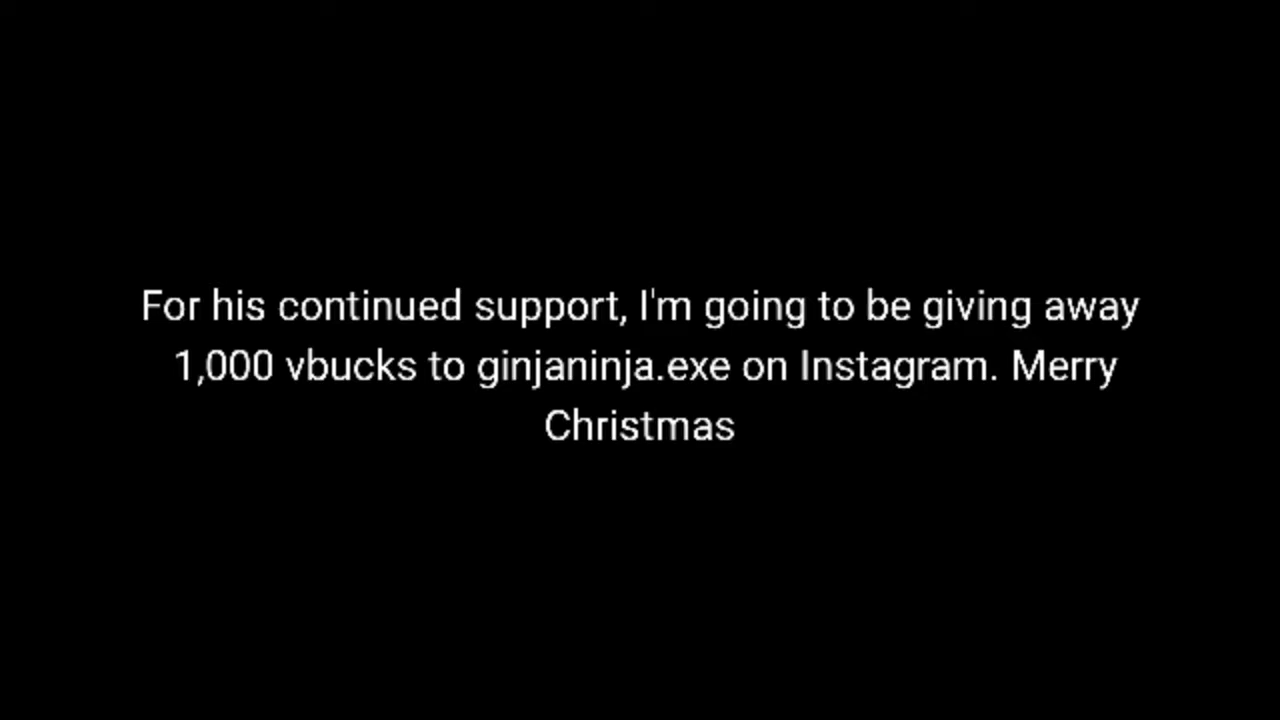 For his continued support, I'm going to be giving away
1,000 vbucks to ginjaninja.exe on Instagram. Merry
Christmas